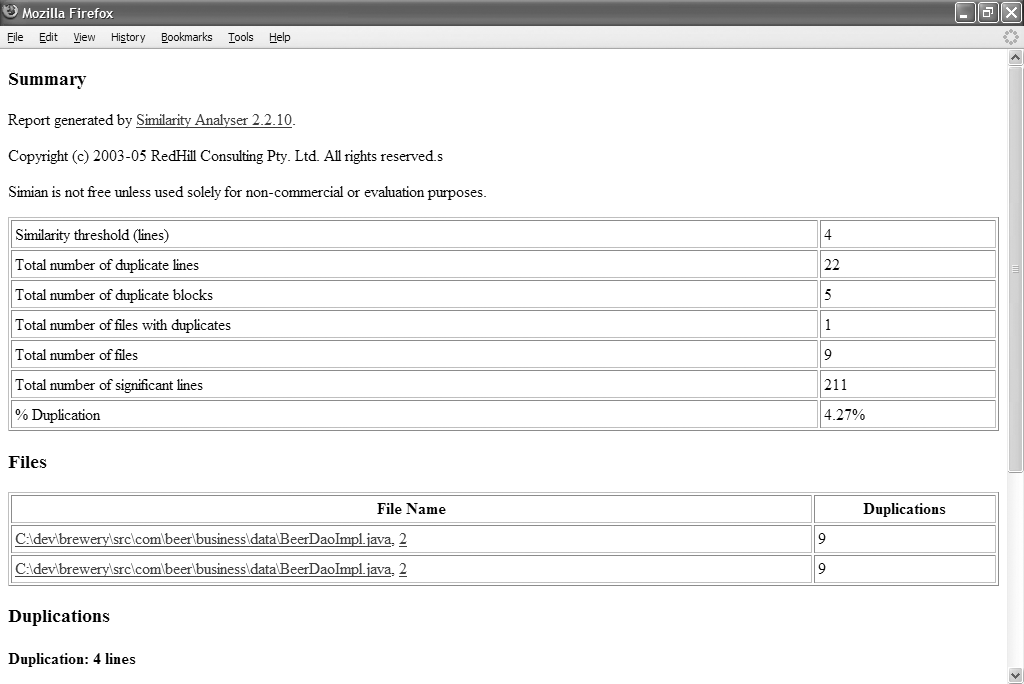 Mozilla Firefox
File Edit View History Bookmarks Tools Help
Summary
Report generated by Similarity Analyser 2.2.10.
Copyright (c) 2003-05 RedHill Consulting Pty. Ltd. All rights reserved.s
Simian is not free unless used solely for non-commercial or evaluation purposes.
Similarity threshold (lines) 4
Total number of duplicate lines 22
Total number of duplicate blocks 5
Total number of files with duplicates 1
Total number of files 9
Total number of significant lines 211
% Duplication 4.27%
Files
File Name Duplications
C:\dev\brewery\src\com\beer\business\data\BeerDaoImpl.java, 2 9
C:\dev\brewery\src\com\beer\business\data\BeerDaoImpl.java, 2 9
Duplications
Duplication: 4 lines